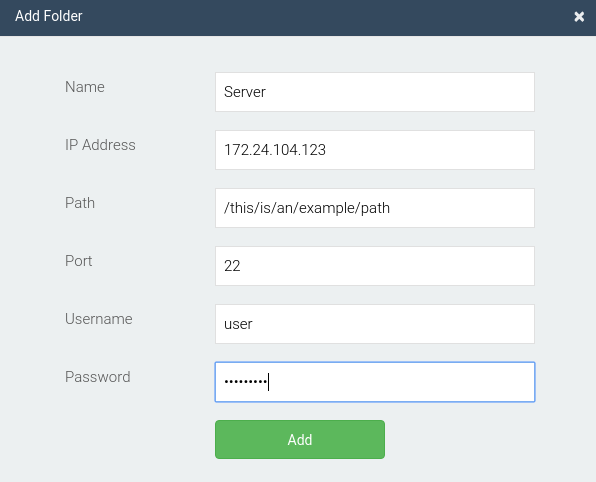 Add Folder ×
Name Server
IP Address 172.24.104.123
Path /this/is/an/example/path
Port 22
Username user
Password •••••••••
Add